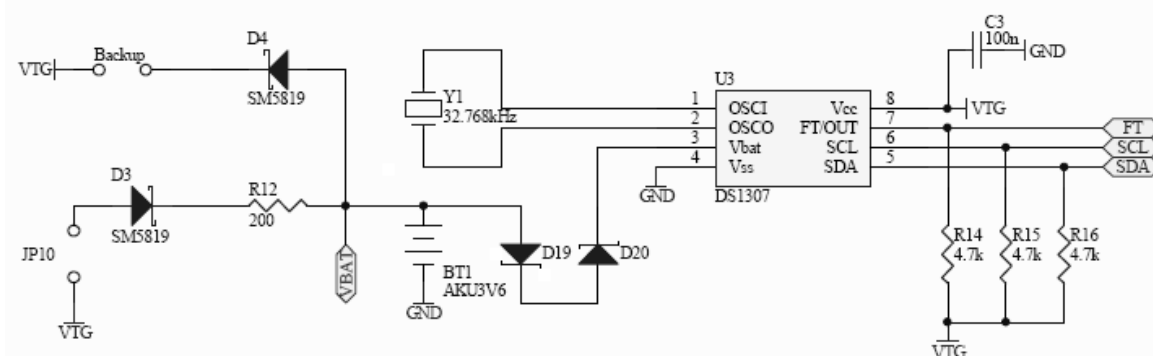 C3
100n
GND
D4
Backup
VTG
SM5819
Y1
32.768kHz
U3
1 OSCI Vcc 8
VTG
2 OSCO FT/OUT 7
FT
3 Vbat SCL 6
SCL
4 Vss SDA 5
SDA
GND
DS1307
D3
R12
200
SM5819
JP10
VTG
VBAT
BT1
AKU3V6
GND
D19
D20
R14
4.7k
R15
4.7k
R16
4.7k
VTG